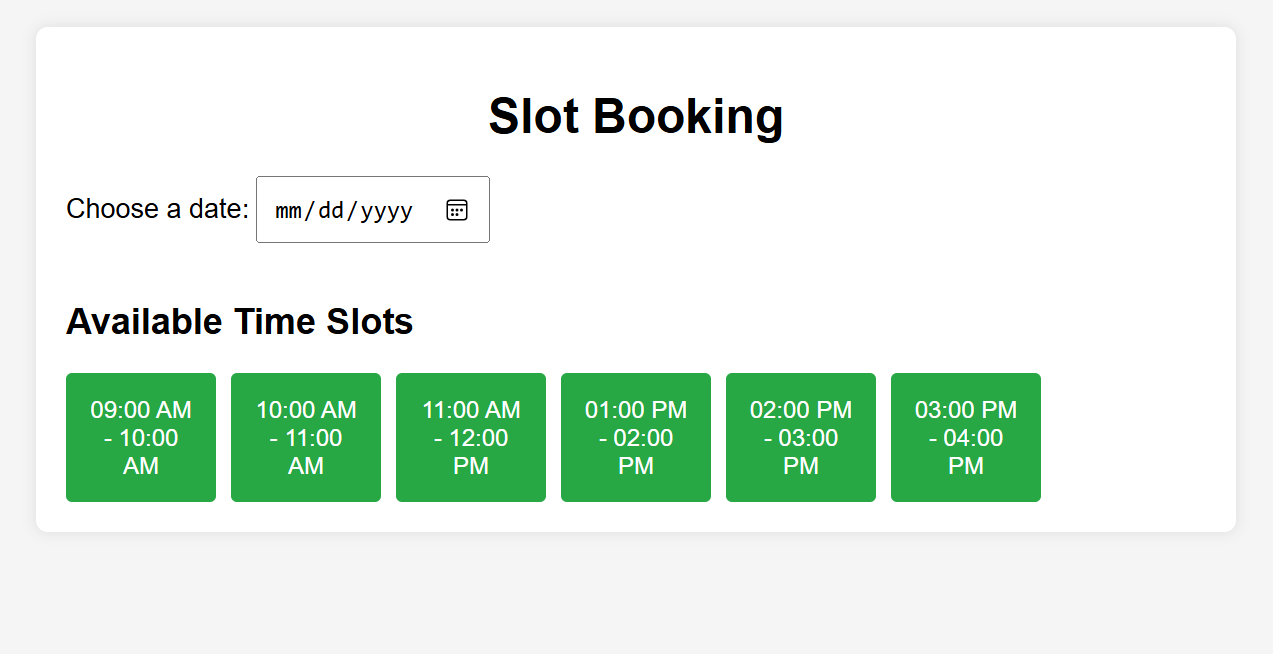 Slot Booking
Choose a date: mm/dd/yyyy
Available Time Slots
09:00 AM
- 10:00
AM
10:00 AM
- 11:00
AM
11:00 AM
- 12:00
PM
01:00 PM
- 02:00
PM
02:00 PM
- 03:00
PM
03:00 PM
- 04:00
PM